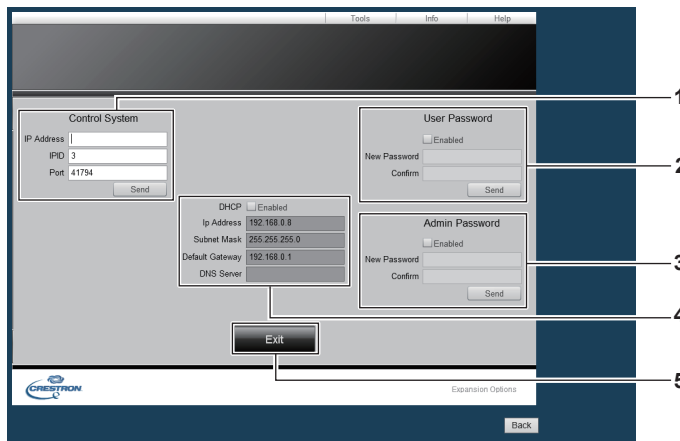 Tools Info Help
1
Control System
IP Address
IPID 3
Port 41794
Send
User Password
Enabled
New Password
Confirm
Send
2
DHCP Enabled
Ip Address 192.168.0.8
Subnet Mask 255.255.255.0
Default Gateway 192.168.0.1
DNS Server
Admin Password
Enabled
New Password
Confirm
Send
3
4
Exit
5
CRESTRON
Expansion Options
Back